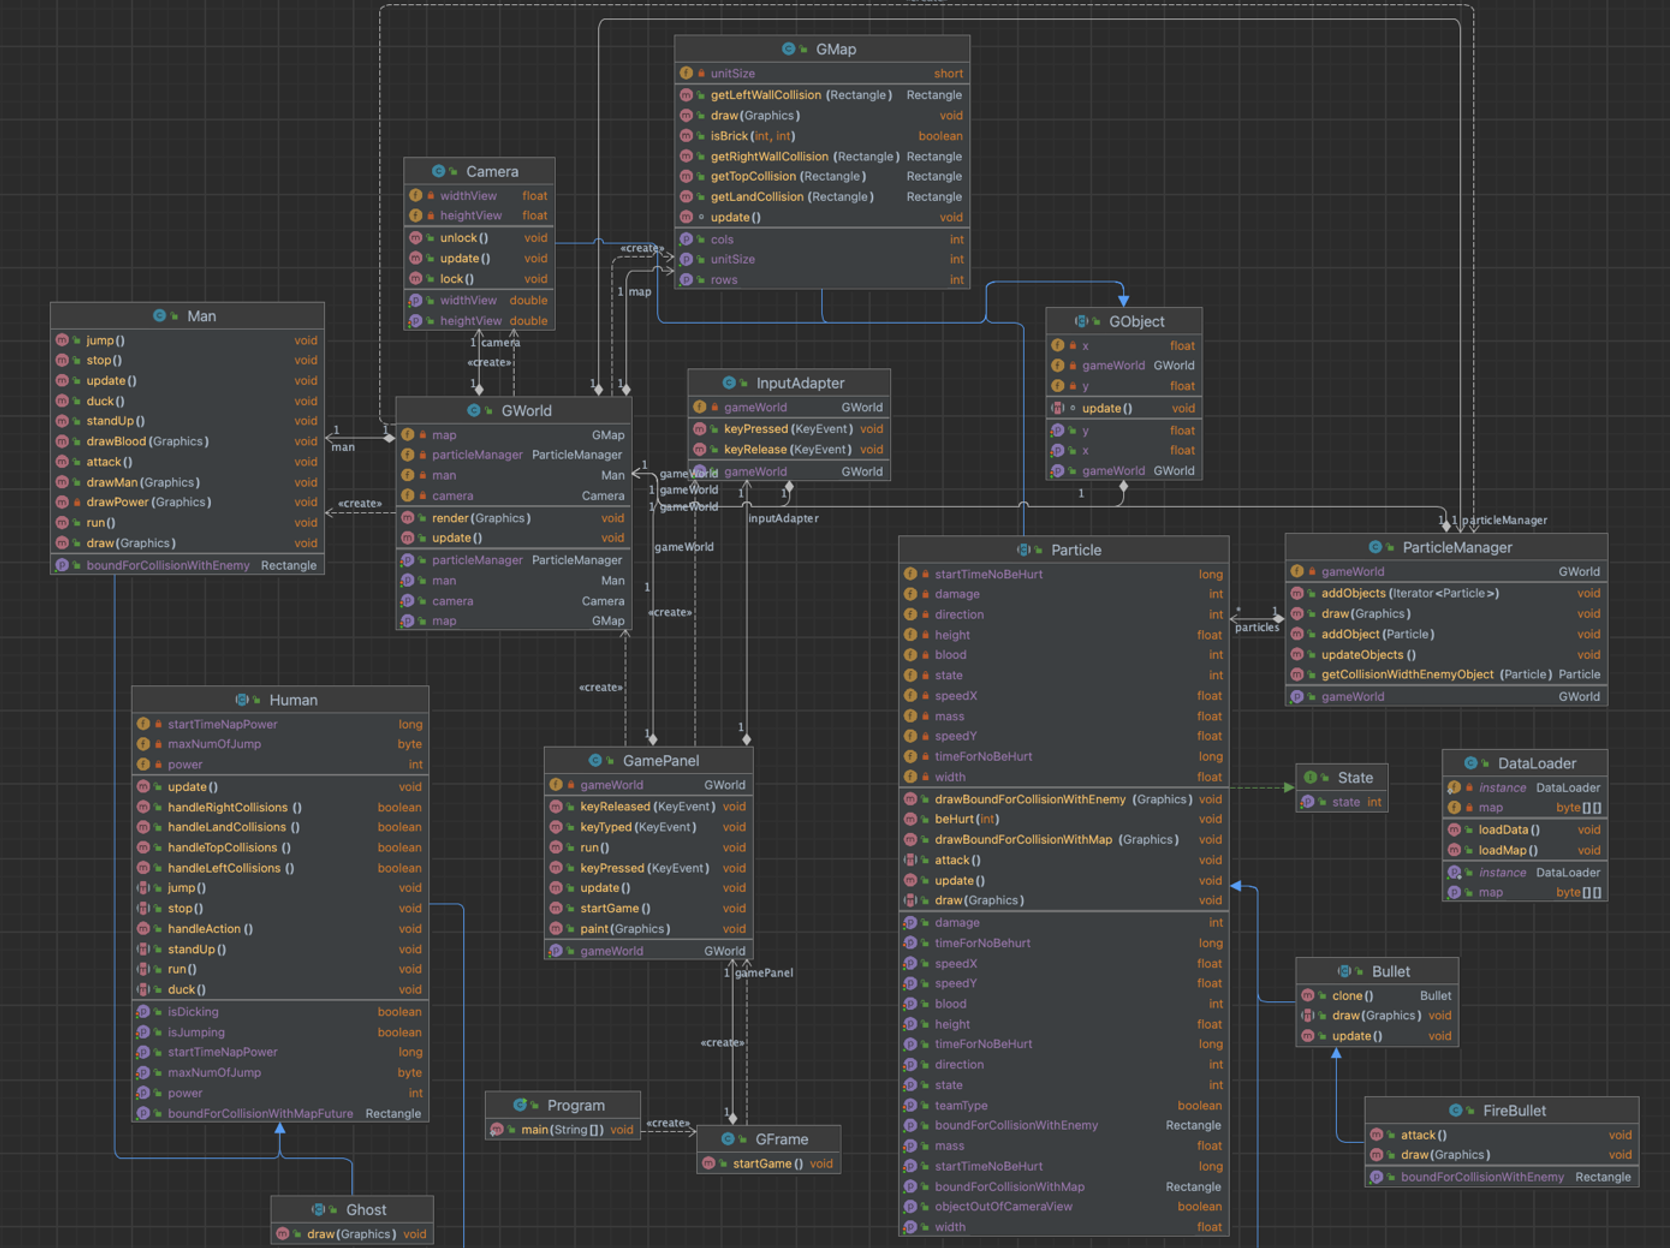 «create»
GMap
unitSize short
getLeftWallCollision (Rectangle) Rectangle
draw(Graphics) void
isBrick(int, int) boolean
getRightWallCollision (Rectangle) Rectangle
getTopCollision (Rectangle) Rectangle
getLandCollision (Rectangle) Rectangle
update() void
cols int
unitSize int
rows int
Camera
widthView float
heightView float
unlock() void
update() void
lock() void
widthView double
heightView double
«create»
1 map
1 camera
«create»
1
1
1
Man
jump() void
stop() void
update() void
duck() void
standUp() void
drawBlood(Graphics) void
attack() void
drawMan(Graphics) void
drawPower(Graphics) void
run() void
draw(Graphics) void
boundForCollisionWithEnemy Rectangle
1
man
1
«create»
GWorld
map GMap
particleManager ParticleManager
man Man
camera Camera
render(Graphics) void
update() void
particleManager ParticleManager
man Man
camera Camera
map GMap
InputAdapter
gameWorld GWorld
keyPressed(KeyEvent) void
keyRelease(KeyEvent) void
gameWorld GWorld
GObject
x float
gameWorld GWorld
y float
update() void
y float
x float
gameWorld GWorld
1
gameWorld
1 gameWorld
1 gameWorld
1
1
1
inputAdapter
gameWorld
1
«create»
«create»
1
1
1 1 particleManager
ParticleManager
gameWorld GWorld
addObjects(Iterator<Particle>) void
draw(Graphics) void
addObject(Particle) void
updateObjects() void
getCollisionWidthEnemyObject (Particle) Particle
gameWorld GWorld
* 1
particles
Particle
startTimeNoBeHurt long
damage int
direction int
height float
blood int
state int
speedX float
mass float
speedY float
timeForNoBeHurt long
width float
drawBoundForCollisionWithEnemy (Graphics) void
beHurt(int) void
drawBoundForCollisionWithMap (Graphics) void
attack() void
update() void
draw(Graphics) void
damage int
timeForNoBehurt long
speedX float
speedY float
blood int
height float
timeForNoBeHurt long
direction int
state int
teamType boolean
boundForCollisionWithEnemy Rectangle
mass float
startTimeNoBeHurt long
boundForCollisionWithMap Rectangle
objectOutOfCameraView boolean
width float
Human
startTimeNapPower long
maxNumOfJump byte
power int
update() void
handleRightCollisions () boolean
handleLandCollisions () boolean
handleTopCollisions () boolean
handleLeftCollisions () boolean
jump() void
stop() void
handleAction() void
standUp() void
run() void
duck() void
isDicking boolean
isJumping boolean
startTimeNapPower long
maxNumOfJump byte
power int
boundForCollisionWithMapFuture Rectangle
GamePanel
gameWorld GWorld
keyReleased(KeyEvent) void
keyTyped(KeyEvent) void
run() void
keyPressed(KeyEvent) void
update() void
startGame() void
paint(Graphics) void
gameWorld GWorld
1 gamePanel
«create»
1
State
state int
DataLoader
instance DataLoader
map byte[][]
loadData() void
loadMap() void
instance DataLoader
map byte[][]
Bullet
clone() Bullet
draw(Graphics) void
update() void
Program
main(String[]) void
«create»
GFrame
startGame() void
FireBullet
attack() void
draw(Graphics) void
boundForCollisionWithEnemy Rectangle
Ghost
draw(Graphics) void